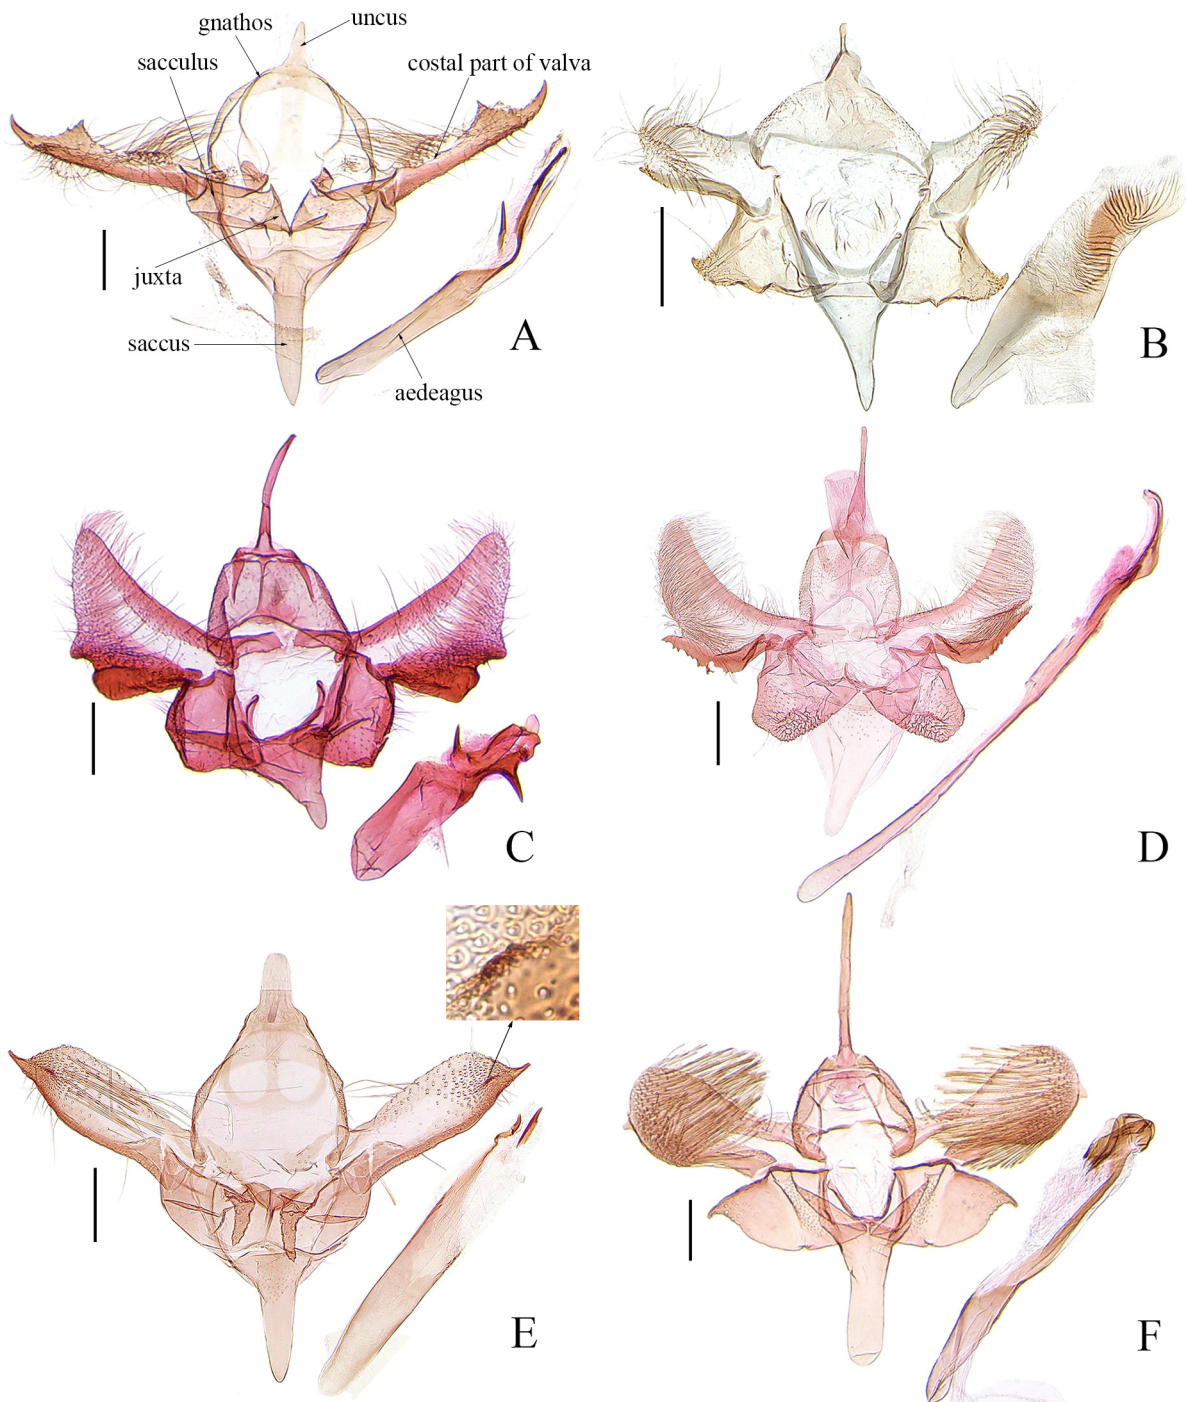 gnathos
uncus
sacculus
costal part of valva
juxta
saccus
aedeagus
A
B
C
D
E
F